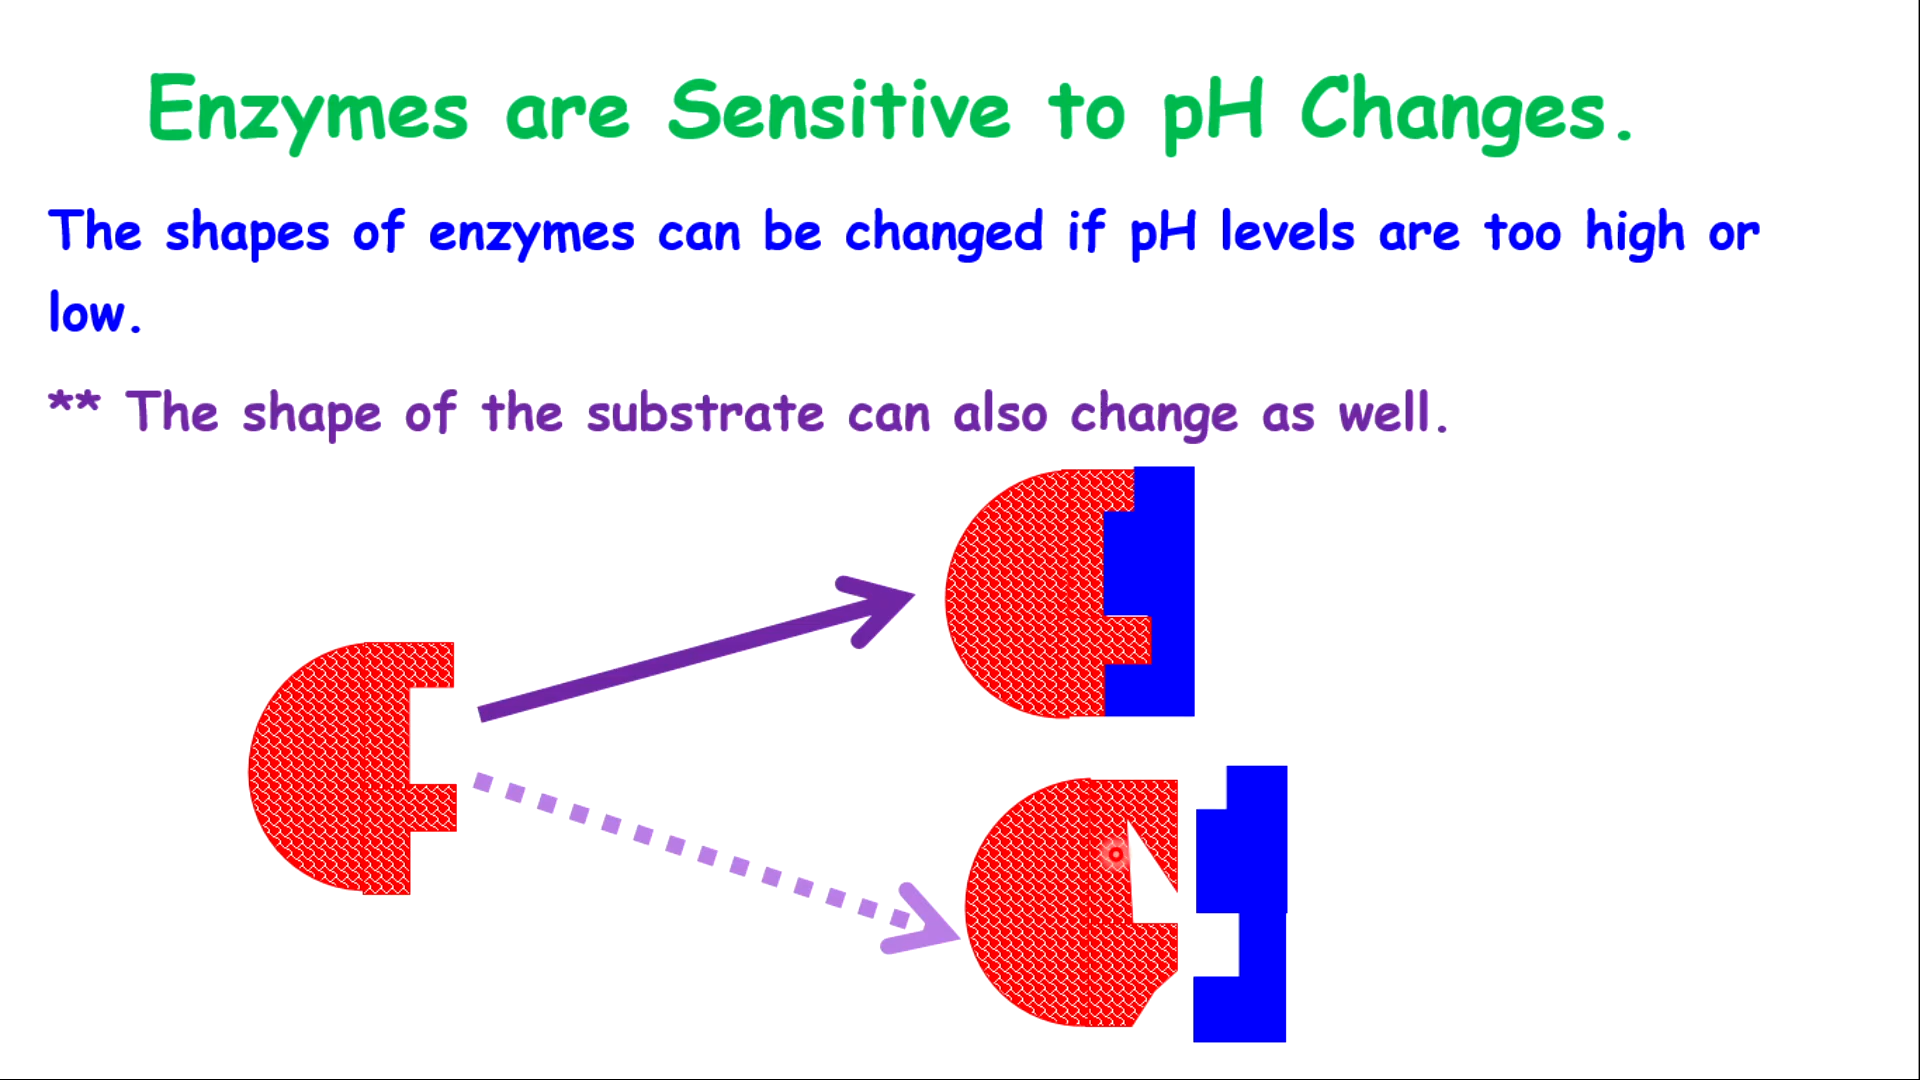 Enzymes are Sensitive to pH Changes.
The shapes of enzymes can be changed if pH levels are too high or
low.
** The shape of the substrate can also change as well.